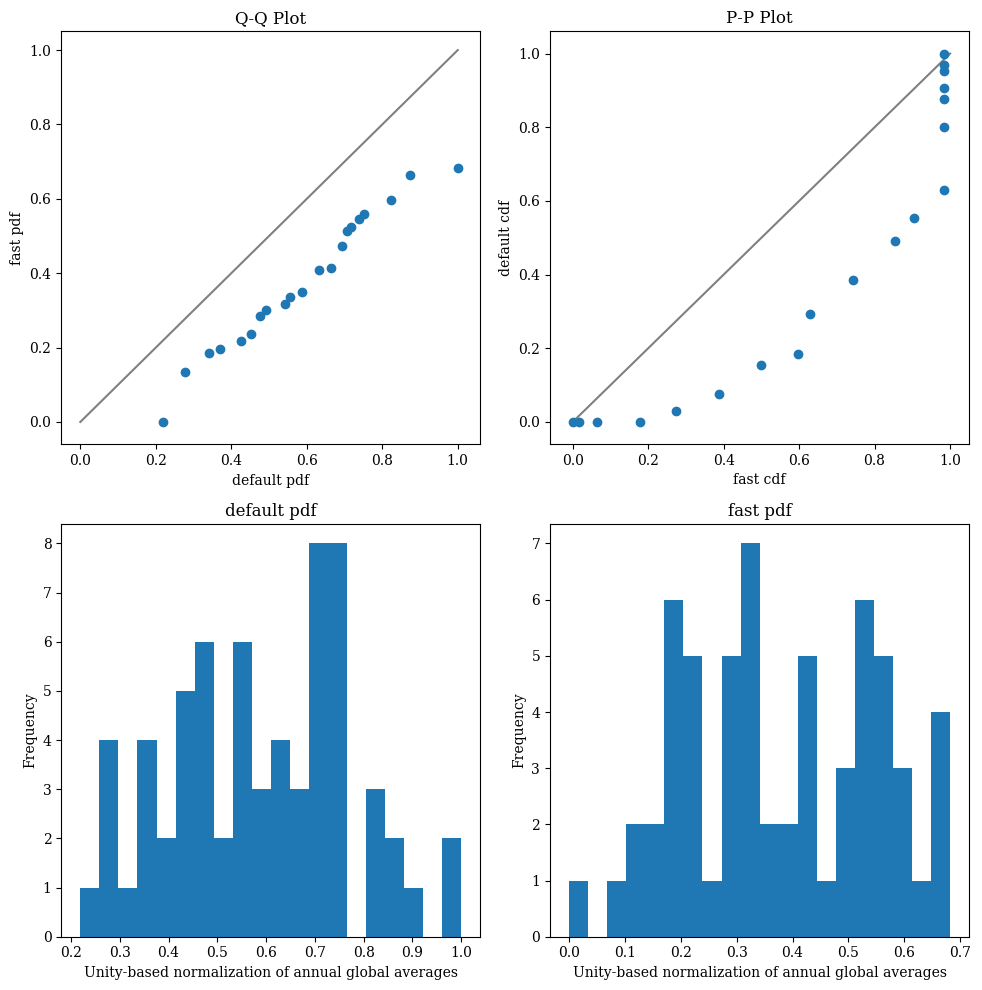 Q-Q Plot
1.0
0.8
0.6
0.4
0.2
0.0
fast pdf
0.0 0.2 0.4 0.6 0.8 1.0
default pdf
P-P Plot
1.0
0.8
0.6
0.4
0.2
0.0
default cdf
0.0 0.2 0.4 0.6 0.8 1.0
fast cdf
default pdf
8
7
6
5
4
3
2
1
0
Frequency
0.2 0.3 0.4 0.5 0.6 0.7 0.8 0.9 1.0
Unity-based normalization of annual global averages
fast pdf
7
6
5
4
3
2
1
0
Frequency
0.0 0.1 0.2 0.3 0.4 0.5 0.6 0.7
Unity-based normalization of annual global averages